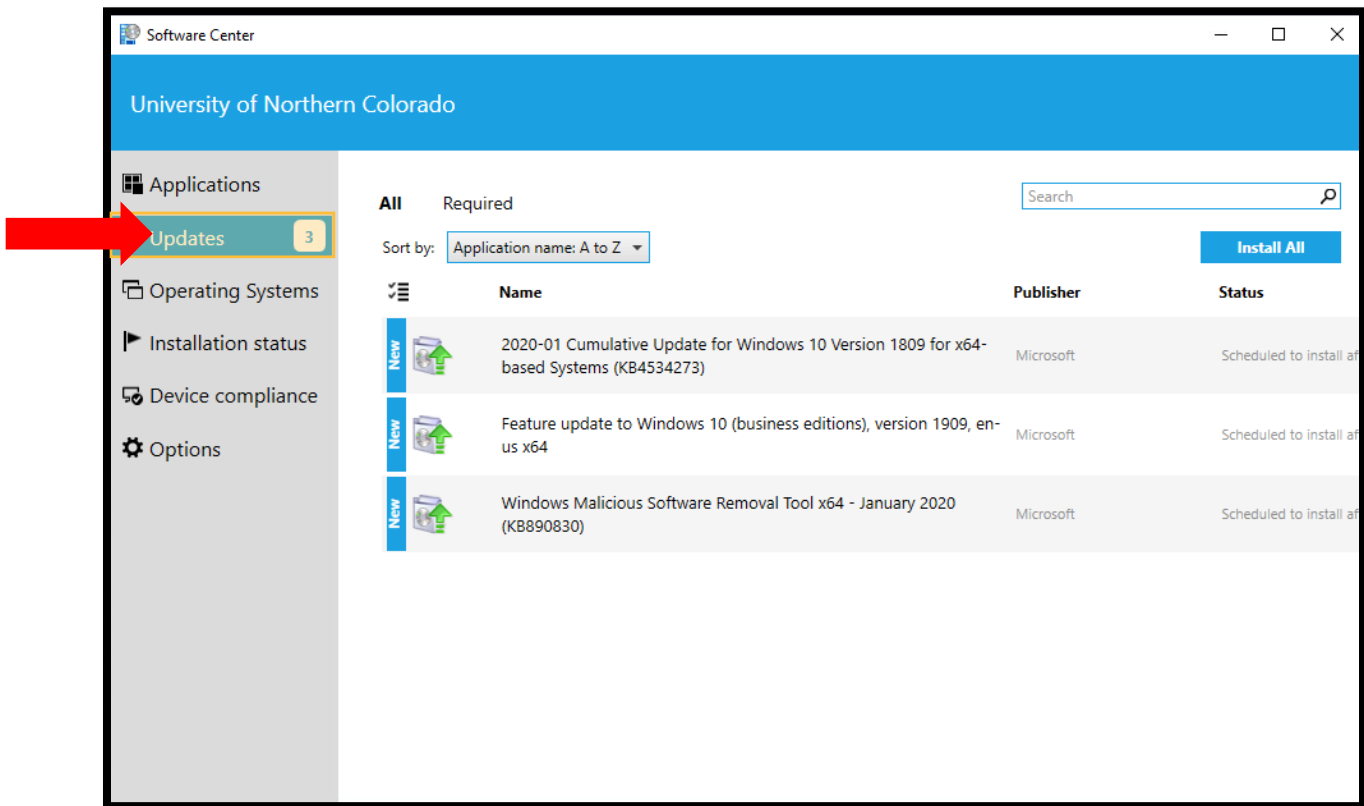 Software Center
University of Northern Colorado
Applications
Updates 3
Operating Systems
Installation status
Device compliance
Options
All Required
Search
Sort by: Application name: A to Z
Install All
Name Publisher Status
New
2020-01 Cumulative Update for Windows 10 Version 1809 for x64-
based Systems (KB4534273)
Microsoft
Scheduled to install af
New
Feature update to Windows 10 (business editions), version 1909, en-
us x64
Microsoft
Scheduled to install af
New
Windows Malicious Software Removal Tool x64 - January 2020
(KB890830)
Microsoft
Scheduled to install af